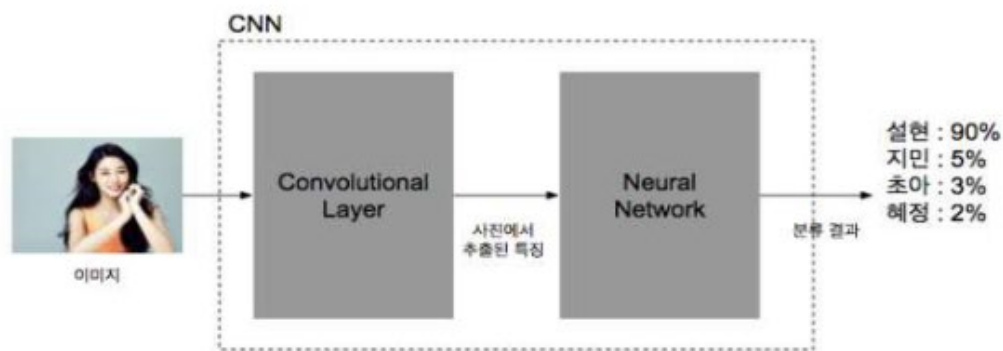 CNN
이미지
Convolutional
Layer
사진에서
추출된 특징
Neural
Network
분류 결과
설현 : 90%
지민 : 5%
초아 : 3%
혜정 : 2%